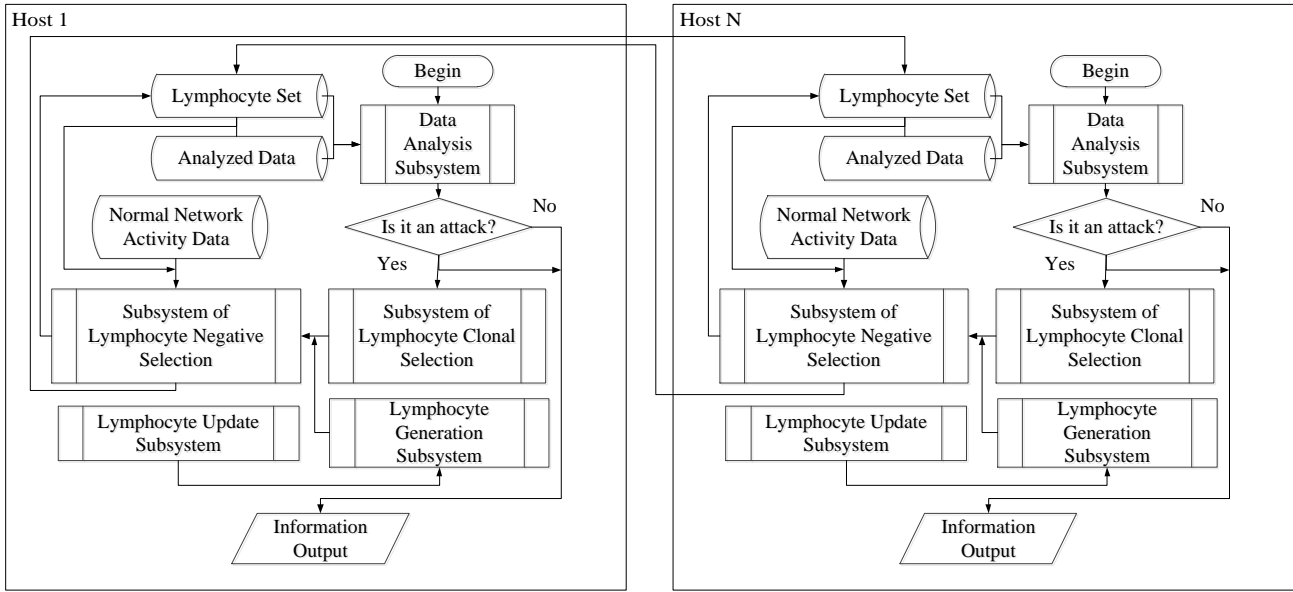 Host 1
Begin
Lymphocyte Set
Data
Analysis
Subsystem
Analyzed Data
Normal Network
Activity Data
Is it an attack?
No
Yes
Subsystem of
Lymphocyte Negative
Selection
Subsystem of
Lymphocyte Clonal
Selection
Lymphocyte Update
Subsystem
Lymphocyte
Generation
Subsystem
Information
Output
Host N
Begin
Lymphocyte Set
Data
Analysis
Subsystem
Analyzed Data
Normal Network
Activity Data
Is it an attack?
No
Yes
Subsystem of
Lymphocyte Negative
Selection
Subsystem of
Lymphocyte Clonal
Selection
Lymphocyte Update
Subsystem
Lymphocyte
Generation
Subsystem
Information
Output